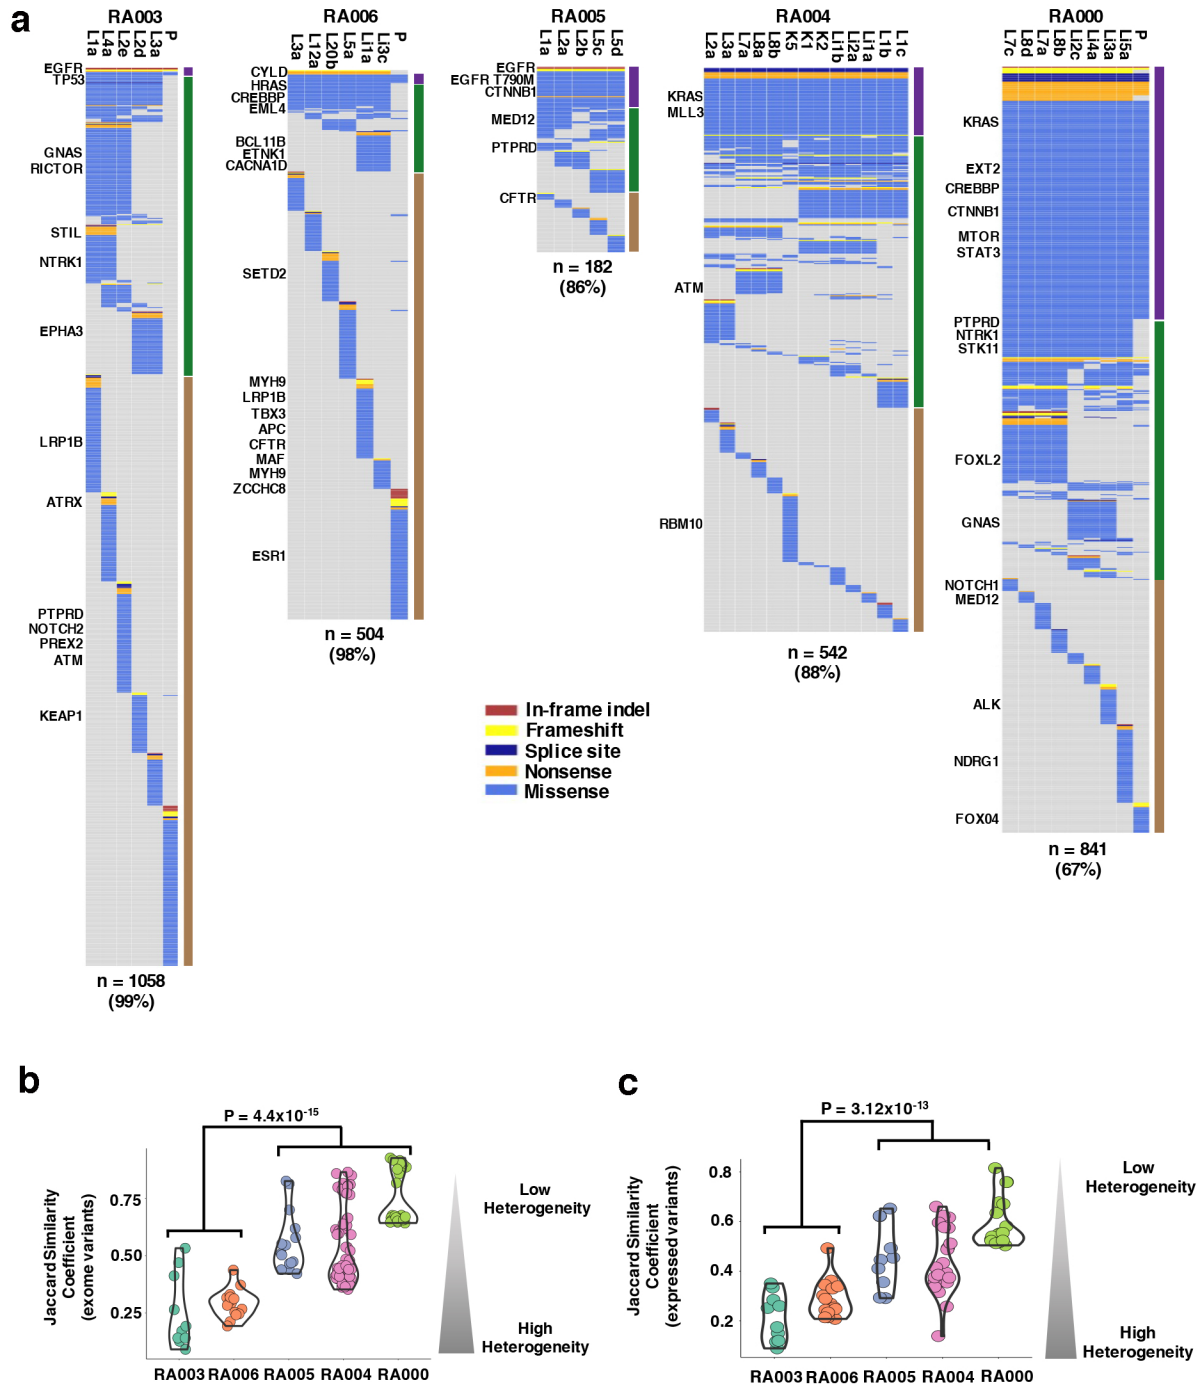 a
RA003
L1a L4a L2e L2d L3a P
EGFR
TP53
GNAS
RICTOR
STIL
NTRK1
EPHA3
LRP1B
ATRX
PTPRD
NOTCH2
PREX2
ATM
KEAP1
n = 1058
(99%)
RA006
L3a L12a L20b L5a Li1a Li3c P
CYLD
HRAS
CREBBP
EML4
BCL11B
ETNK1
CACNA1D
SETD2
MYH9
LRP1B
TBX3
APC
CFTR
MAF
MYH9
ZCCHC8
ESR1
n = 504
(98%)
RA005
L1a L2a L2b L5c L5d
EGFR
EGFR T790M
CTNNB1
MED12
PTPRD
CFTR
n = 182
(86%)
RA004
L2a L3a L7a L8a L8b K5 K1 K2 Li1b Li2a Li1a L1b L1c
KRAS
MLL3
ATM
RBM10
n = 542
(88%)
RA000
L7c L8d L7a L8b Li2c Li4a Li3a Li5a P
KRAS
EXT2
CREBBP
CTNNB1
MTOR
STAT3
PTPRD
NTRK1
STK11
FOXL2
GNAS
NOTCH1
MED12
ALK
NDRG1
FOX04
n = 841
(67%)
In-frame indel
Frameshift
Splice site
Nonsense
Missense
b
P = 4.4x10-15
Jaccard Similarity
Coefficient
(exome variants)
0.75
0.50
0.25
RA003 RA006 RA005 RA004 RA000
Low
Heterogeneity
High
Heterogeneity
c
P = 3.12x10-13
Jaccard Similarity
Coefficient
(expressed variants)
0.8
0.6
0.4
0.2
RA003 RA006 RA005 RA004 RA000
Low
Heterogeneity
High
Heterogeneity